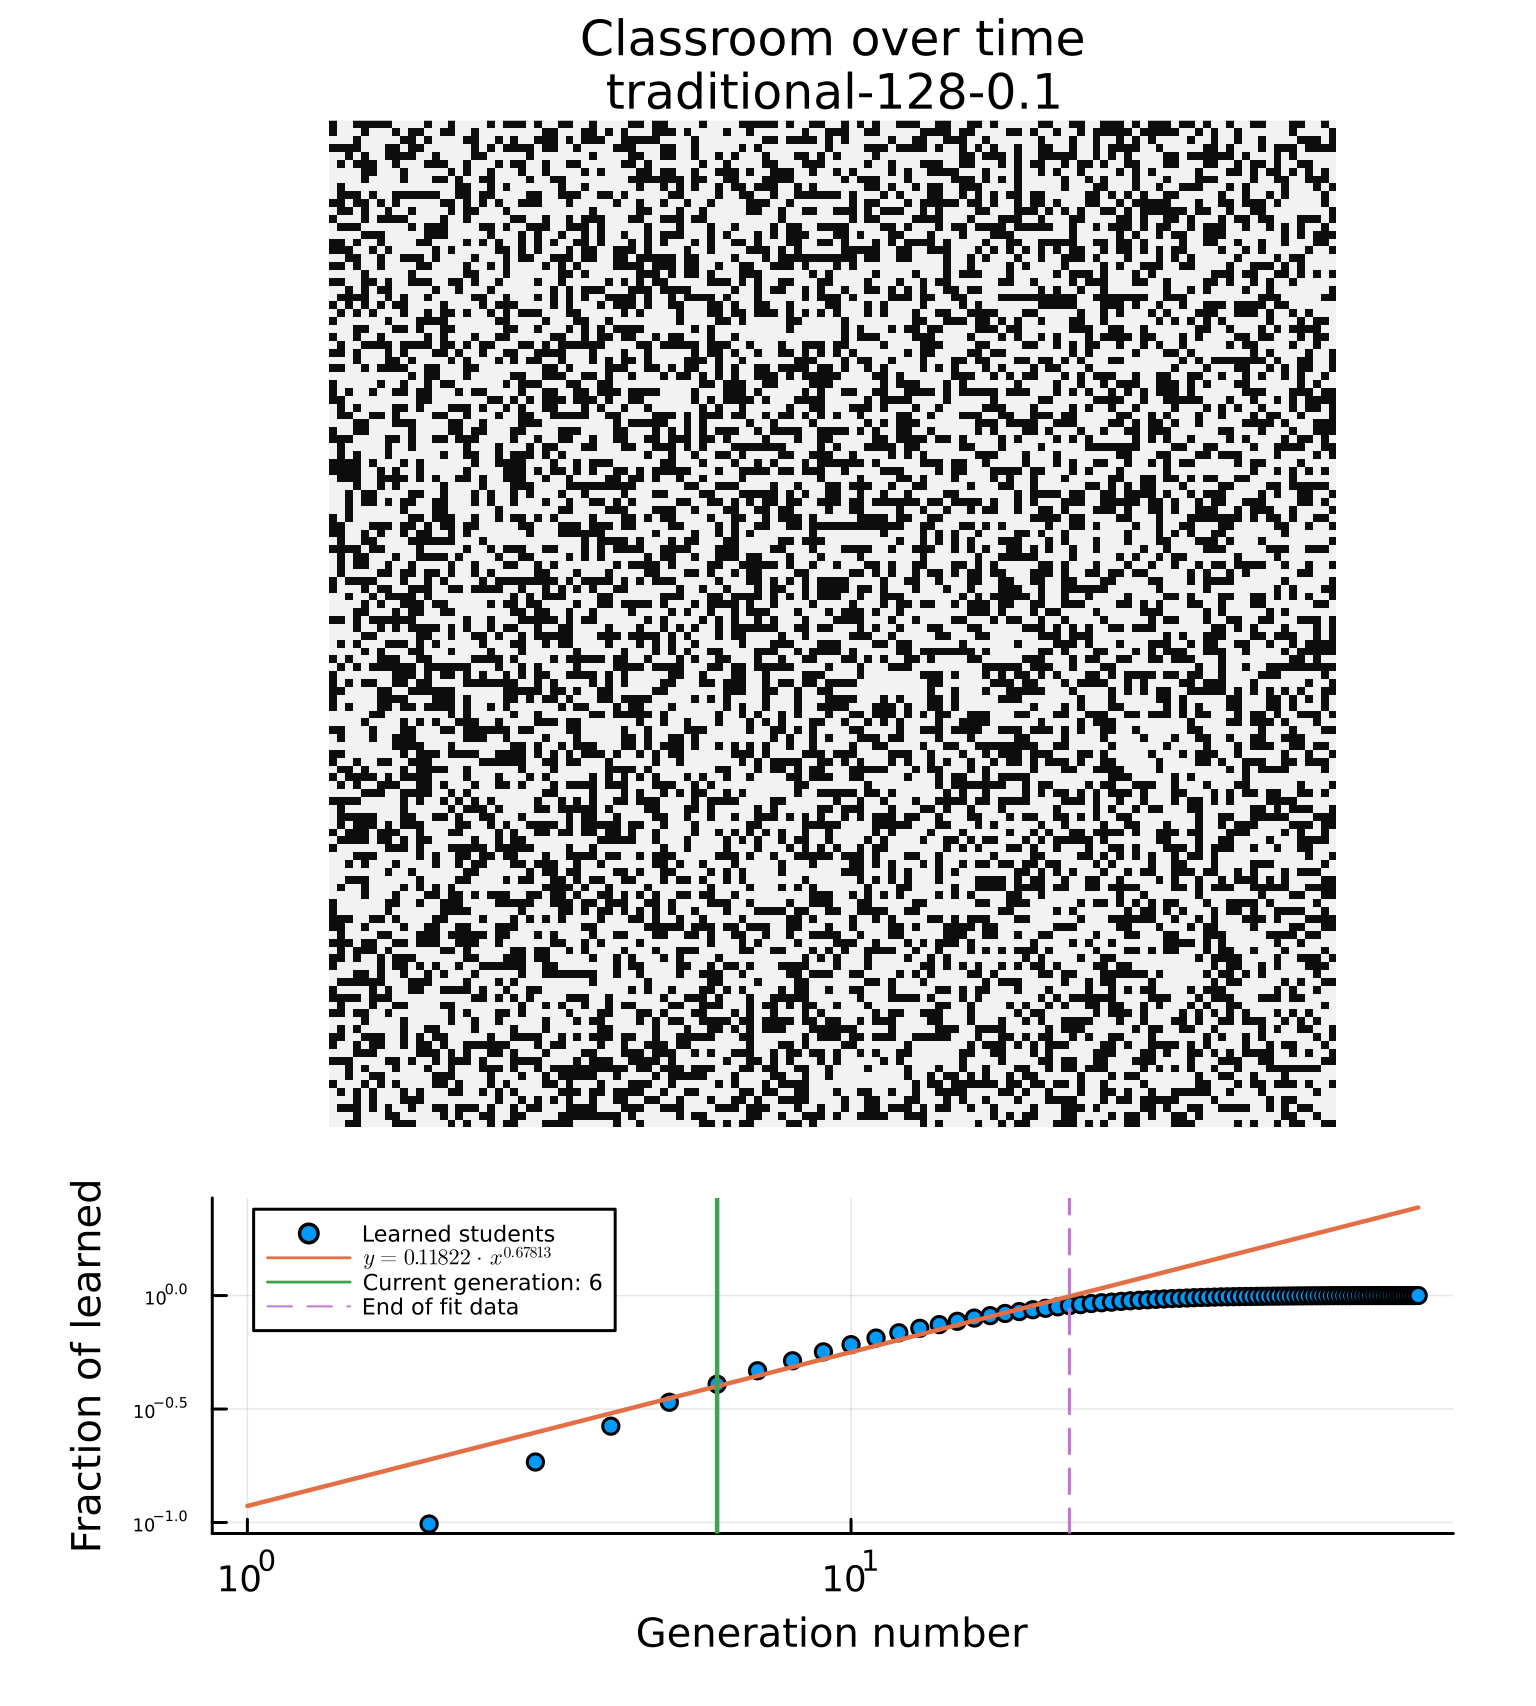 Classroom over time
traditional-128-0.1
Fraction of learned
Learned students
y = 0.11822 · x^0.67813
Current generation: 6
End of fit data
10^0.0
10^−0.5
10^−1.0
10^0
10^1
Generation number